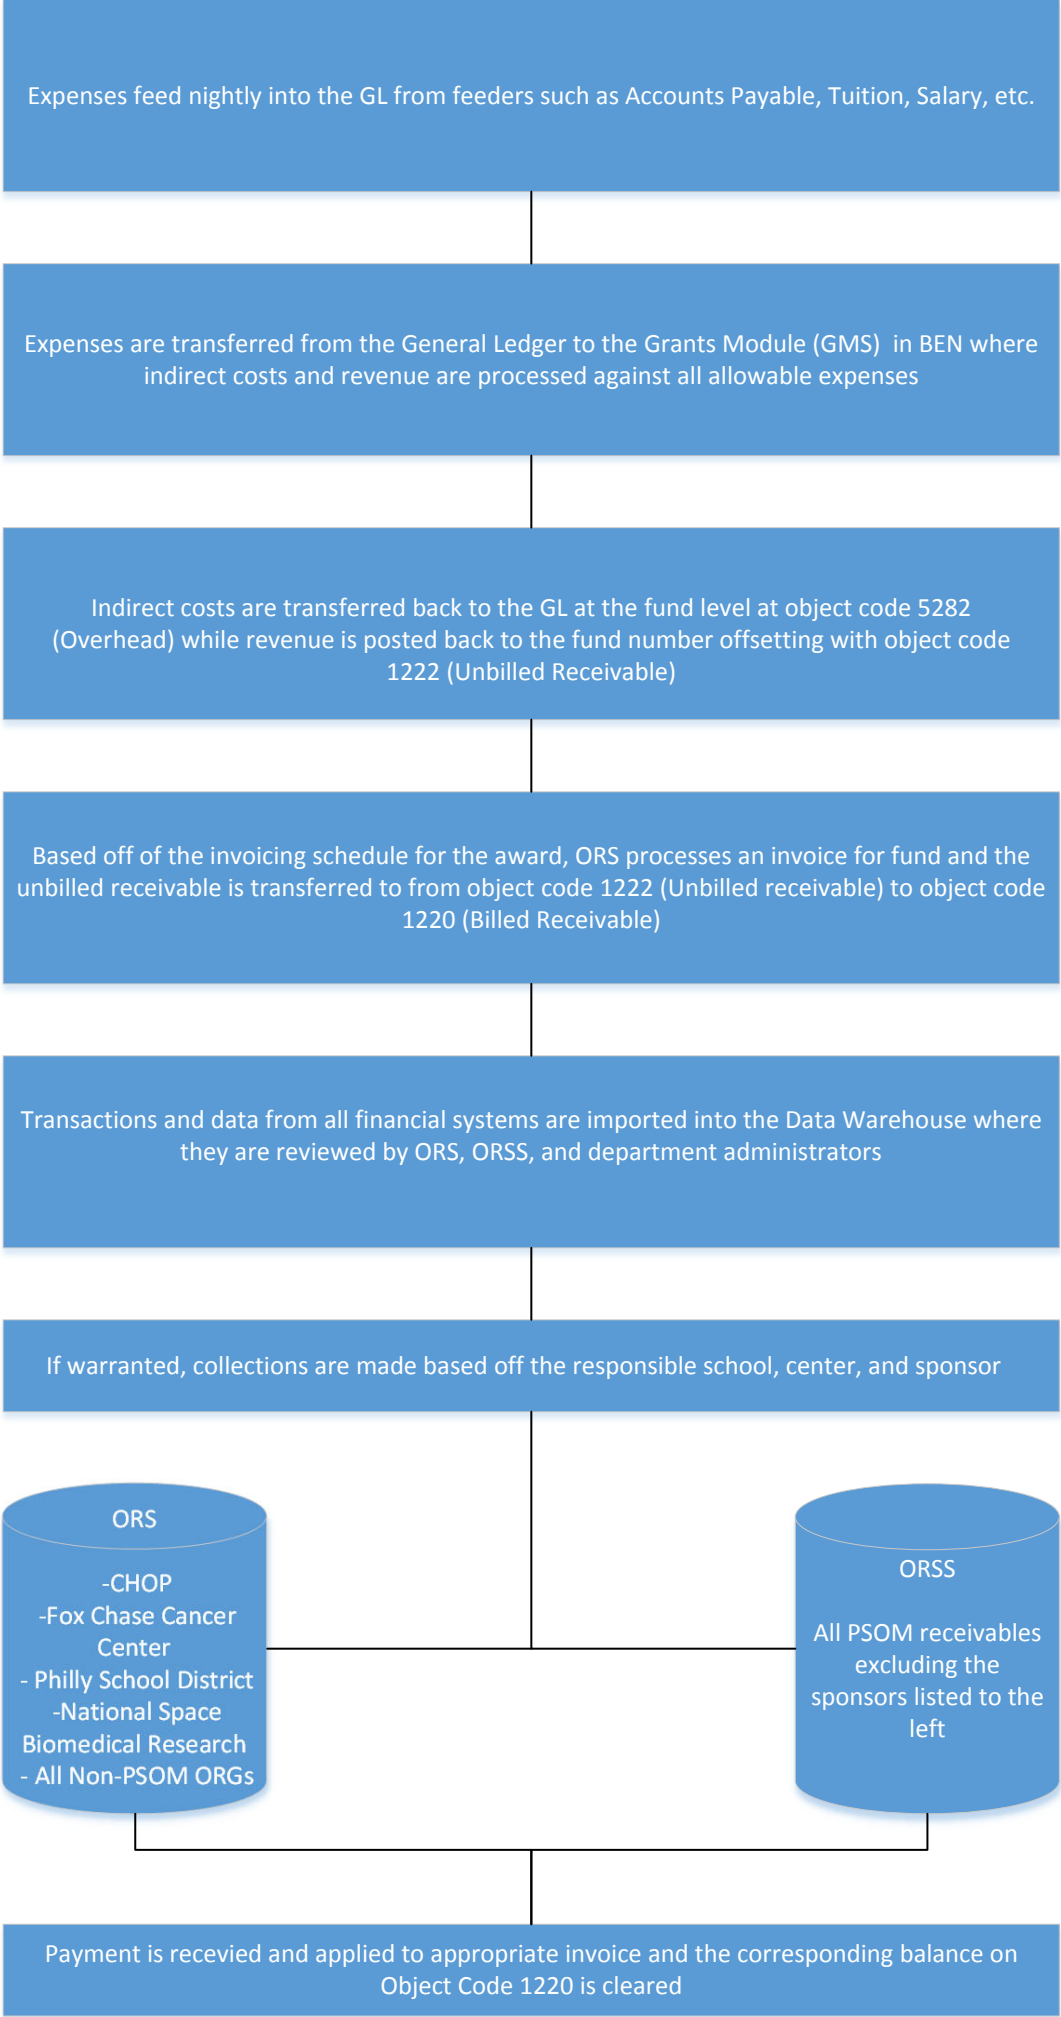 Expenses feed nightly into the GL from feeders such as Accounts Payable, Tuition, Salary, etc.
Expenses are transferred from the General Ledger to the Grants Module (GMS)  in BEN where
indirect costs and revenue are processed against all allowable expenses
Indirect costs are transferred back to the GL at the fund level at object code 5282
(Overhead) while revenue is posted back to the fund number offsetting with object code
1222 (Unbilled Receivable)
Based off of the invoicing schedule for the award, ORS processes an invoice for fund and the
unbilled receivable is transferred to from object code 1222 (Unbilled receivable) to object code
1220 (Billed Receivable)
Transactions and data from all financial systems are imported into the Data Warehouse where
they are reviewed by ORS, ORSS, and department administrators
If warranted, collections are made based off the responsible school, center, and sponsor
ORS
-CHOP
-Fox Chase Cancer
Center
- Philly School District
-National Space
Biomedical Research
- All Non-PSOM ORGs
ORSS
All PSOM receivables
excluding the
sponsors listed to the
left
Payment is recevied and applied to appropriate invoice and the corresponding balance on
Object Code 1220 is cleared